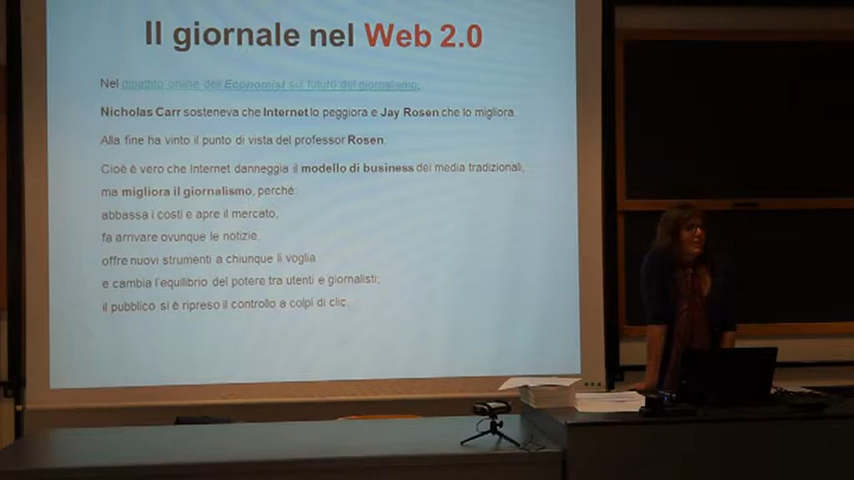 Il giornale nel Web 2.0
Nel dibattito online dell'Economist sul futuro del giornalismo,
Nicholas Carr sosteneva che Internet lo peggiora e Jay Rosen che lo migliora.
Alla fine ha vinto il punto di vista del professor Rosen.
Cioè è vero che Internet danneggia il modello di business dei media tradizionali,
ma migliora il giornalismo, perché:
abbassa i costi e apre il mercato,
fa arrivare ovunque le notizie,
offre nuovi strumenti a chiunque li voglia
e cambia l'equilibrio del potere tra utenti e giornalisti;
il pubblico si è ripreso il controllo a colpi di clic.